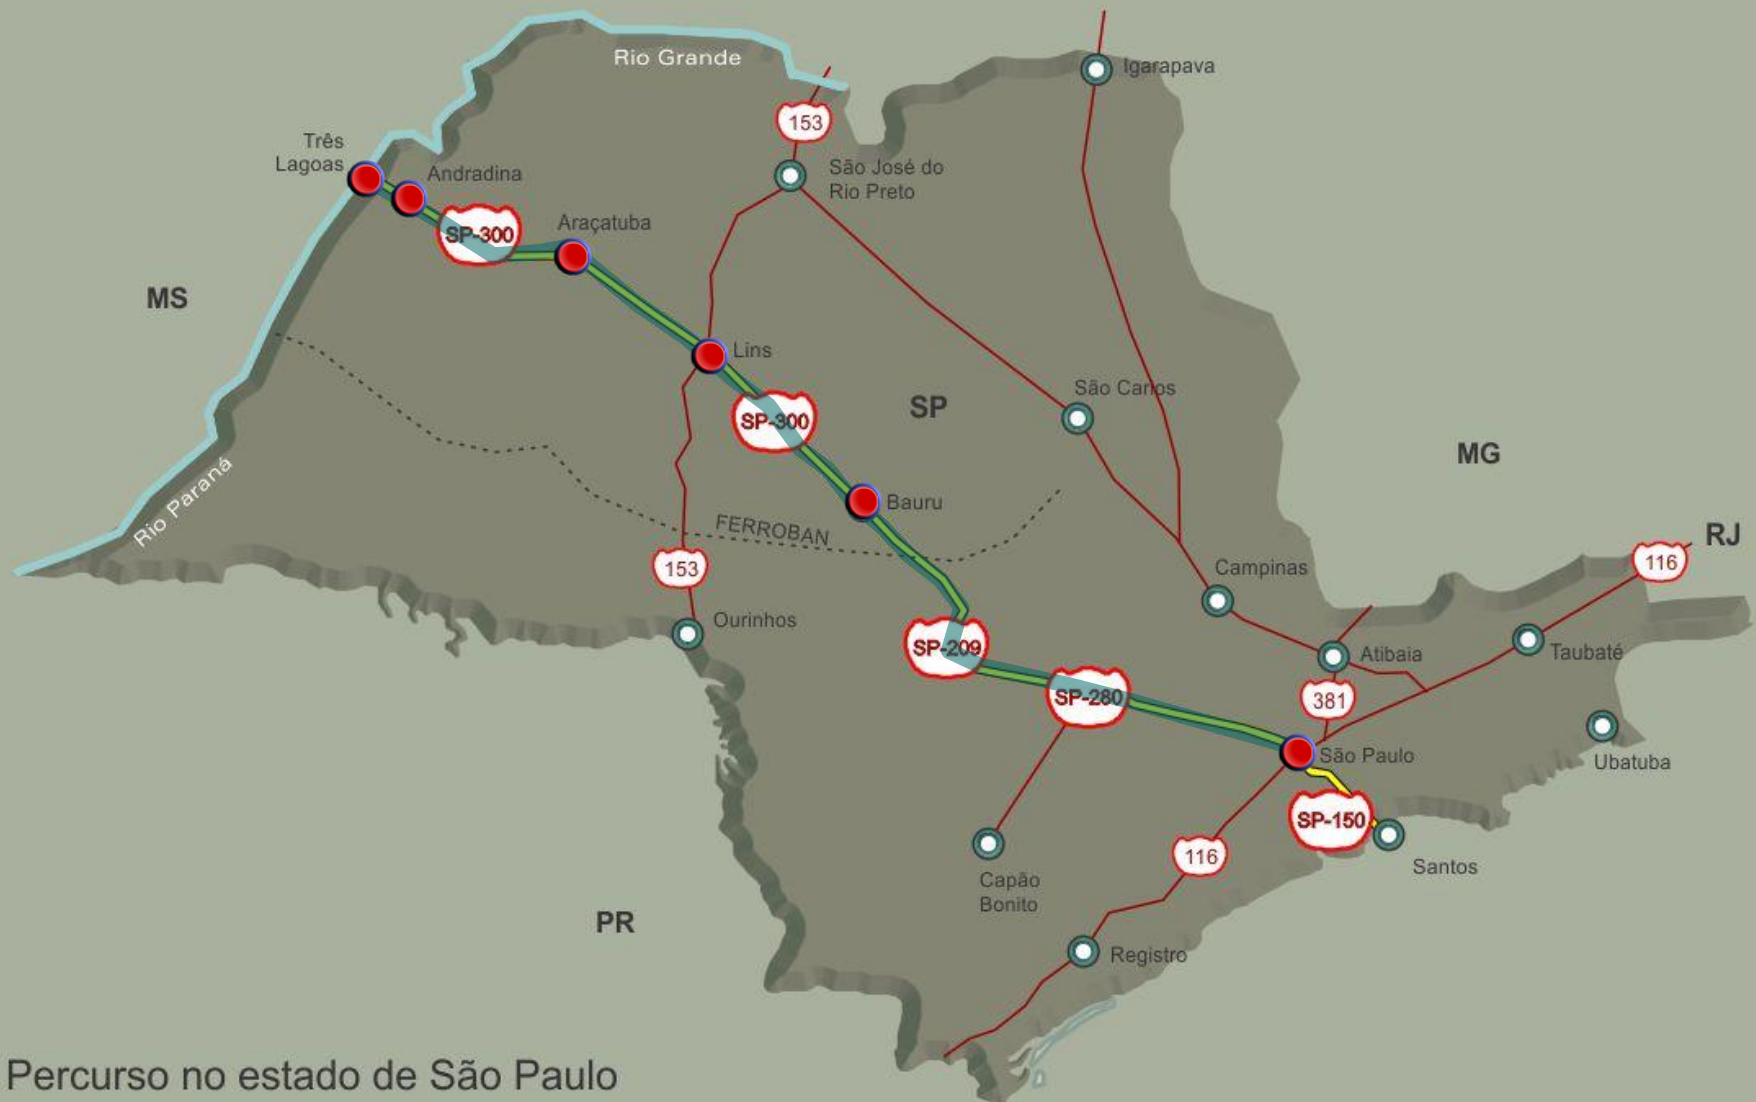 Rio Grande
Igarapava
153
Três
Lagoas
Andradina
São José do
Rio Preto
SP-300
Araçatuba
MS
Lins
São Carlos
SP
SP-300
MG
Rio Paraná
Bauru
FERROBAN
RJ
116
153
Campinas
Ourinhos
SP-209
Atibaia
Taubaté
SP-280
381
São Paulo
Ubatuba
SP-150
116
Santos
Capão
Bonito
PR
Registro
Percurso no estado de São Paulo